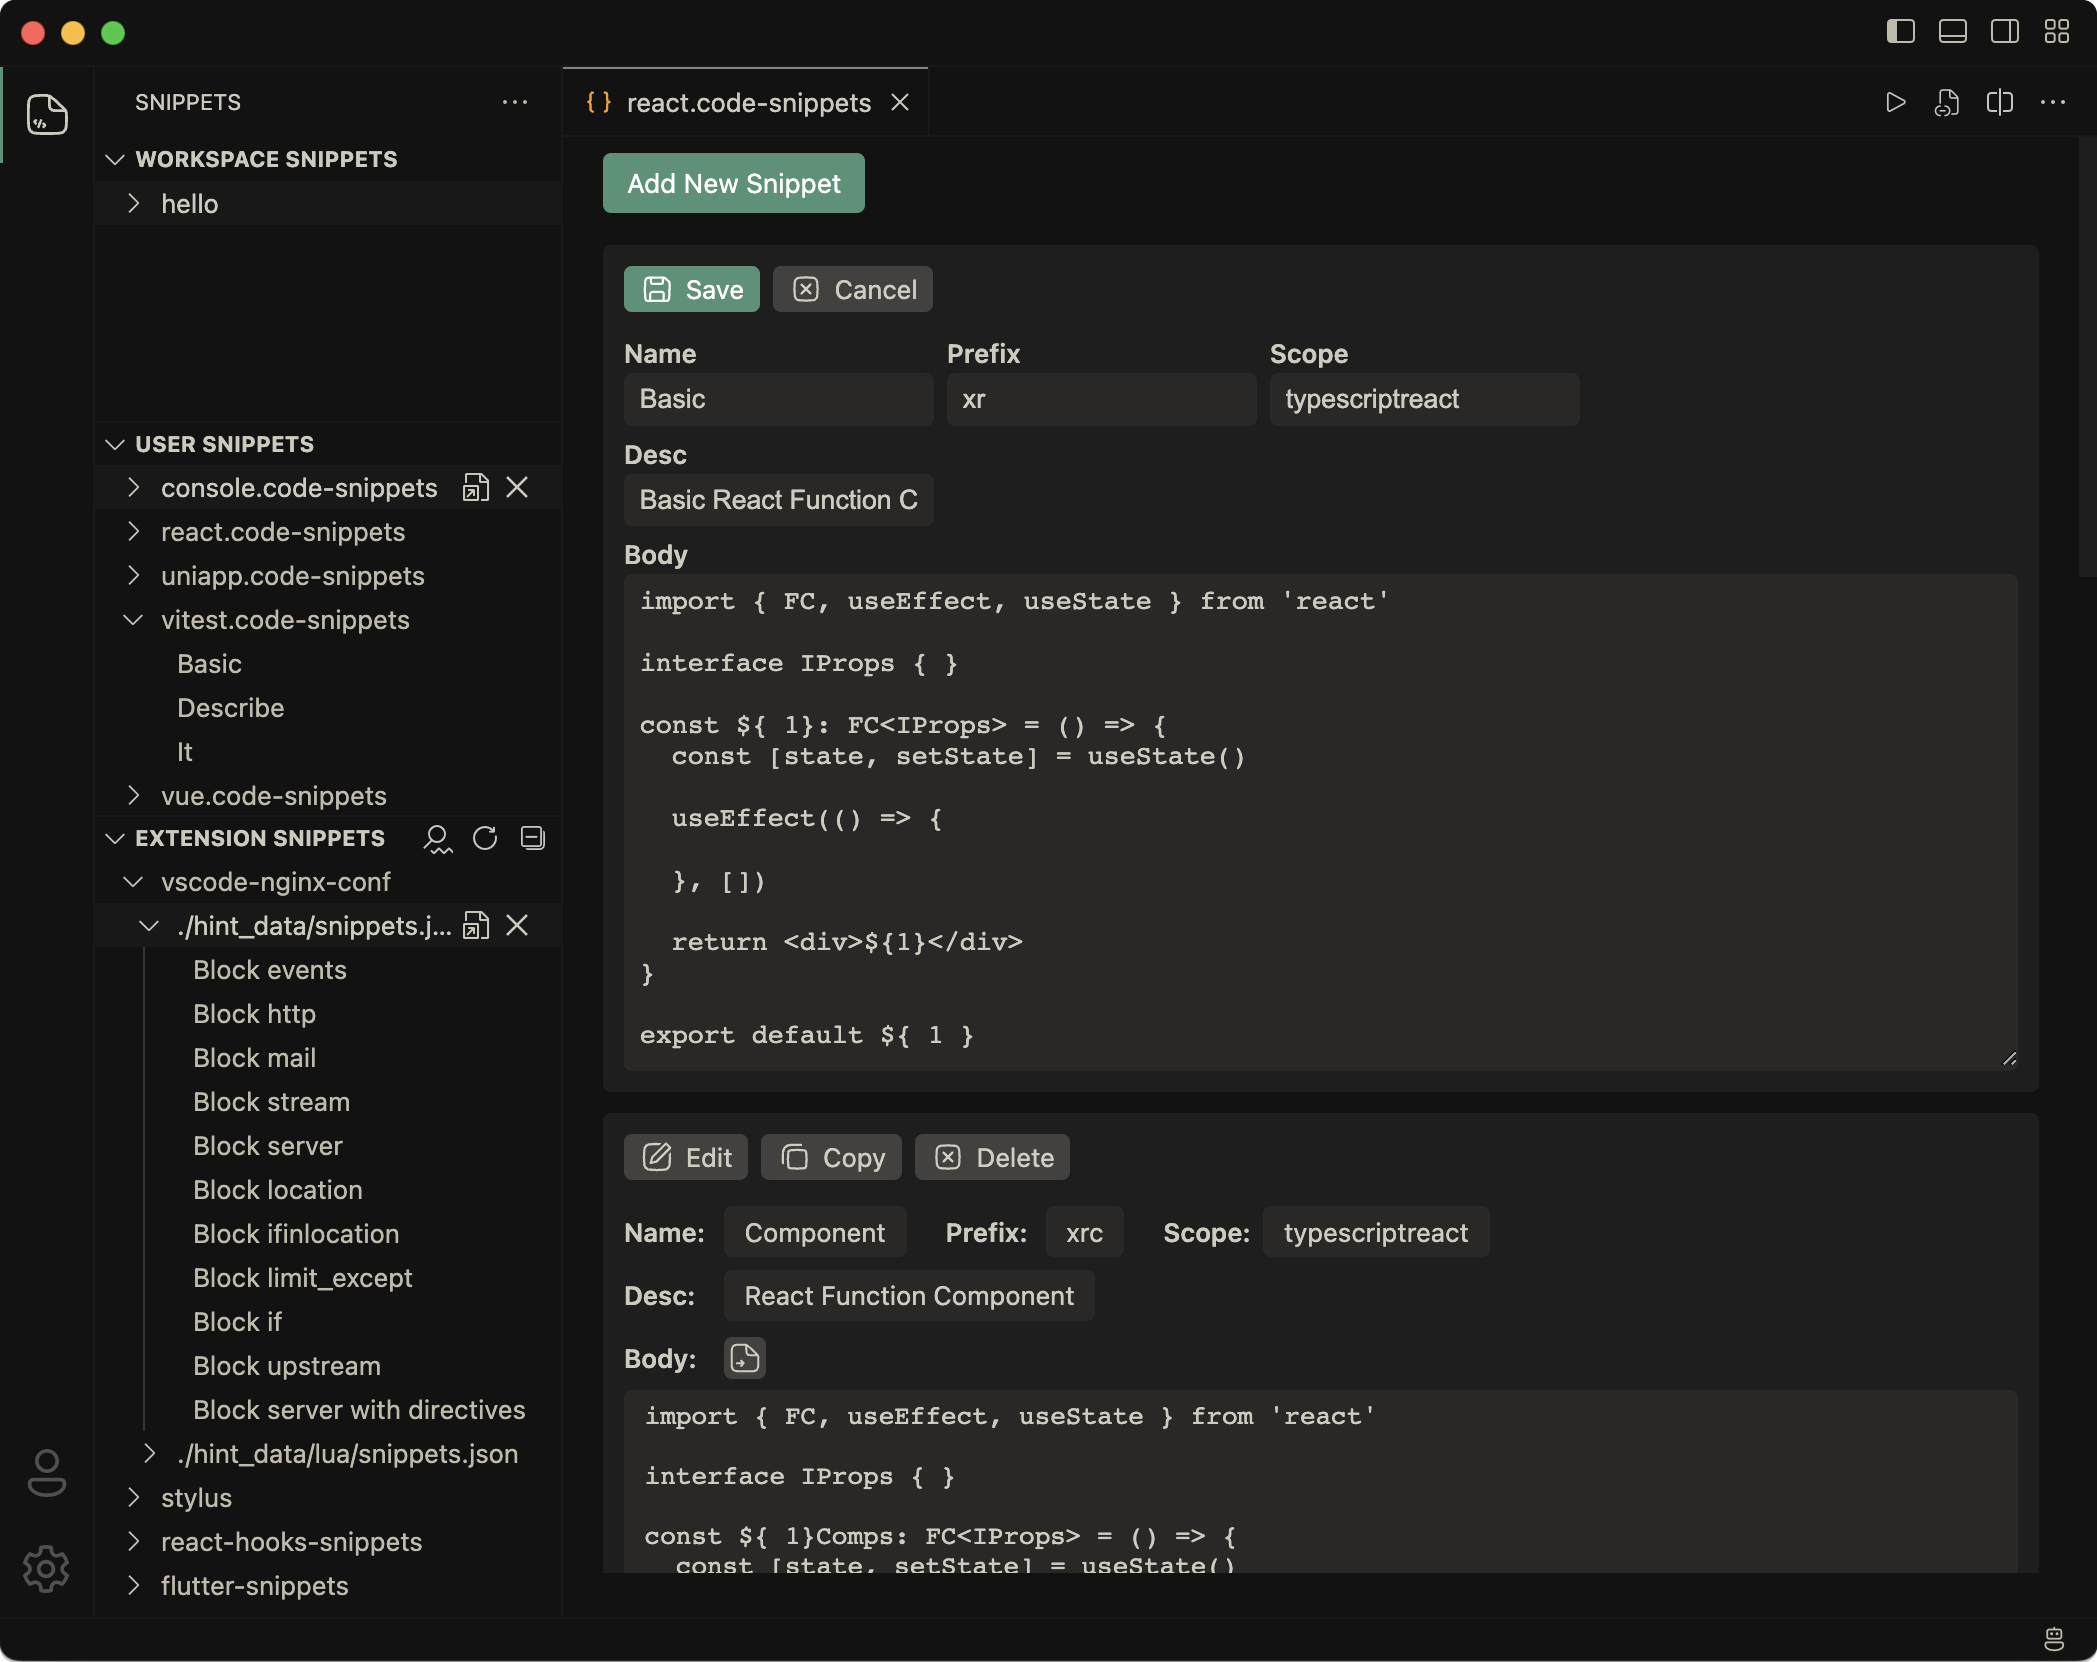 SNIPPETS
WORKSPACE SNIPPETS
hello
USER SNIPPETS
console.code-snippets
react.code-snippets
uniapp.code-snippets
vitest.code-snippets
Basic
Describe
It
vue.code-snippets
EXTENSION SNIPPETS
vscode-nginx-conf
./hint_data/snippets.j...
Block events
Block http
Block mail
Block stream
Block server
Block location
Block ifinlocation
Block limit_except
Block if
Block upstream
Block server with directives
./hint_data/lua/snippets.json
stylus
react-hooks-snippets
flutter-snippets
{} react.code-snippets
Add New Snippet
Save Cancel
Name Prefix Scope
Basic xr typescriptreact
Desc
Basic React Function C
Body
import { FC, useEffect, useState } from 'react'
interface IProps { }
const ${ 1}: FC<IProps> = () => {
const [state, setState] = useState()
useEffect(() => {
}, [])
return <div>${1}</div>
}
export default ${ 1 }
Edit Copy Delete
Name: Component Prefix: xrc Scope: typescriptreact
Desc: React Function Component
Body:
import { FC, useEffect, useState } from 'react'
interface IProps { }
const ${ 1}Comps: FC<IProps> = () => {
const [state, setState] = useState()